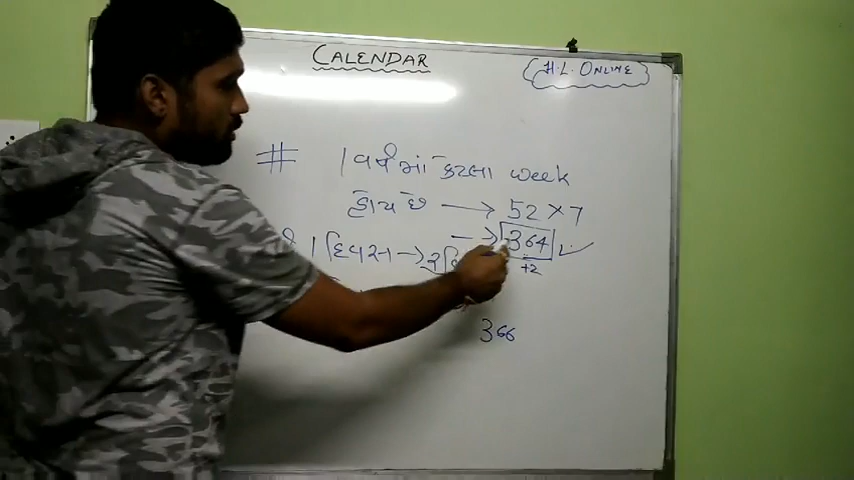 CALENDAR
H.L. ONLINE
# 1 વર્ષમાં કેટલા week
હોય છે → 52 × 7
→ 364 ✓
1 દિવસ →
+2
366